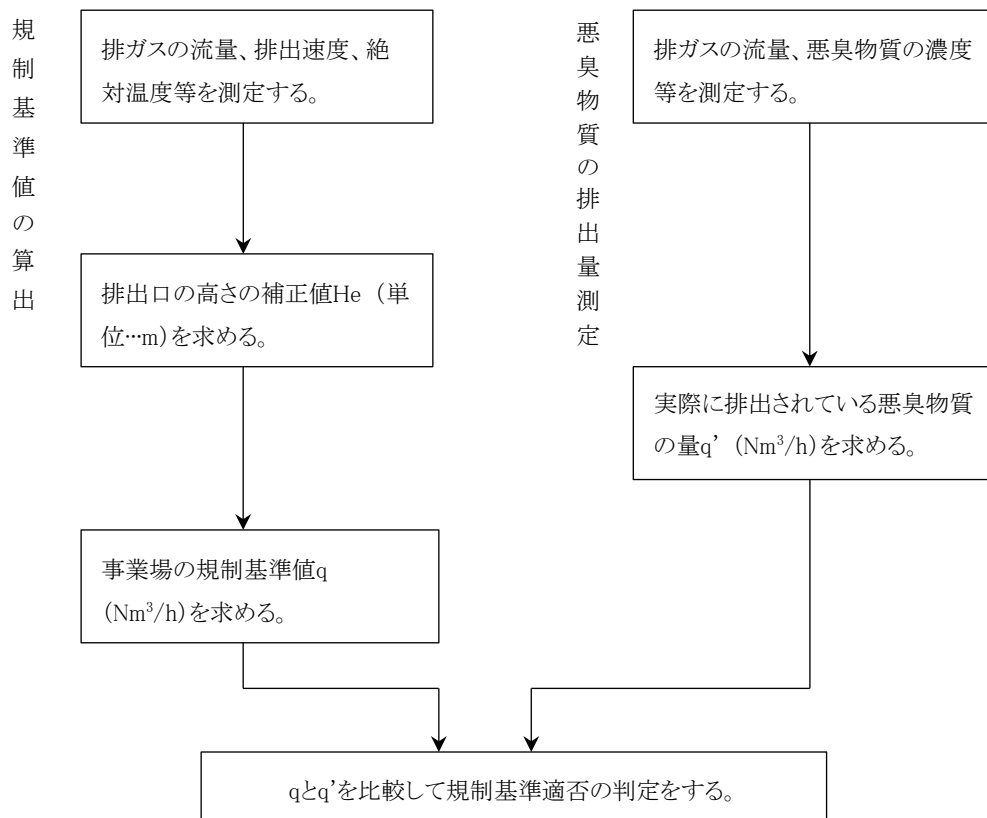 規制基準値の算出
排ガスの流量、排出速度、絶
対温度等を測定する。
排出口の高さの補正値He（単
位…m）を求める。
事業場の規制基準値q
（Nm³/h）を求める。
悪臭物質の排出量測定
排ガスの流量、悪臭物質の濃度
等を測定する。
実際に排出されている悪臭物質
の量q’（Nm³/h）を求める。
qとq’を比較して規制基準適否の判定をする。